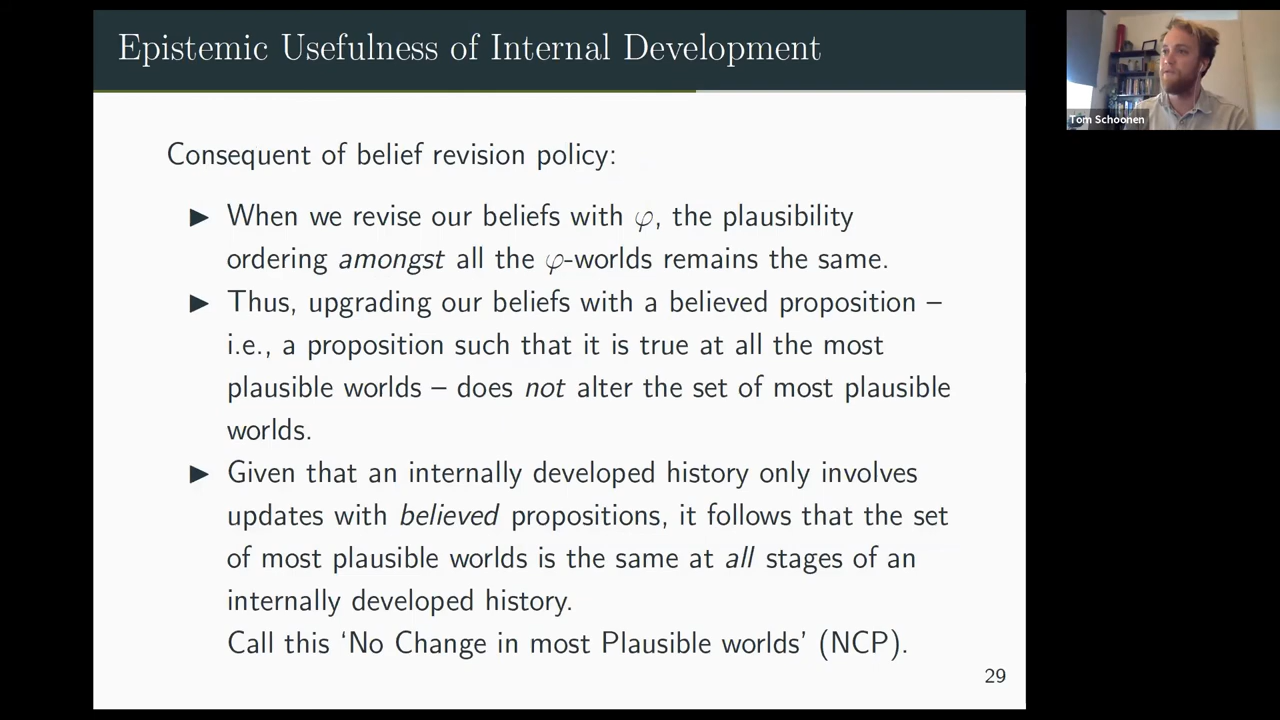 Epistemic Usefulness of Internal Development
Tom Schoonen
Consequent of belief revision policy:
▶ When we revise our beliefs with φ, the plausibility
ordering amongst all the φ-worlds remains the same.
▶ Thus, upgrading our beliefs with a believed proposition –
i.e., a proposition such that it is true at all the most
plausible worlds – does not alter the set of most plausible
worlds.
▶ Given that an internally developed history only involves
updates with believed propositions, it follows that the set
of most plausible worlds is the same at all stages of an
internally developed history.
Call this ‘No Change in most Plausible worlds’ (NCP).
29